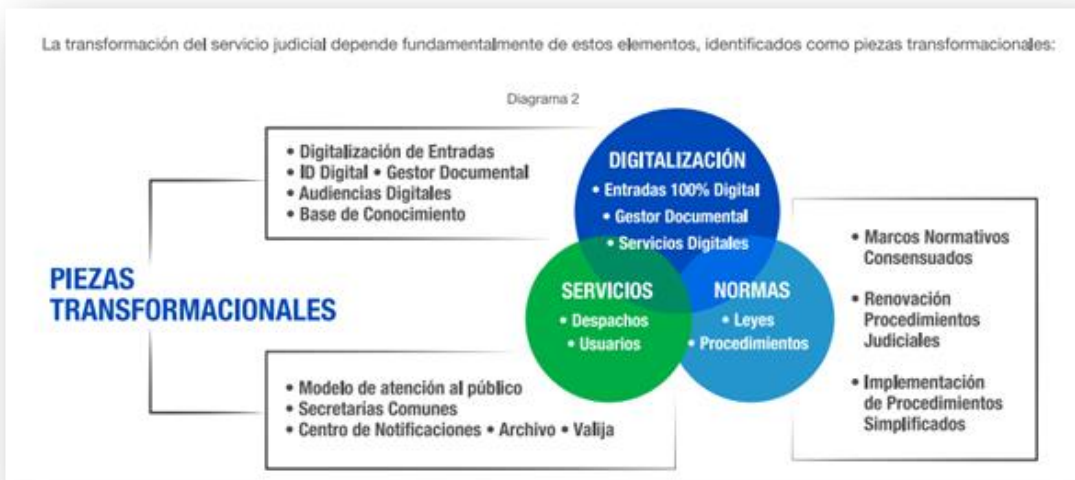 La transformación del servicio judicial depende fundamentalmente de estos elementos, identificados como piezas transformacionales:
Diagrama 2
• Digitalización de Entradas
• ID Digital • Gestor Documental
• Audiencias Digitales
• Base de Conocimiento
DIGITALIZACIÓN
• Entradas 100% Digital
• Gestor Documental
• Servicios Digitales
PIEZAS
TRANSFORMACIONALES
SERVICIOS
• Despachos
• Usuarios
NORMAS
• Leyes
• Procedimientos
• Marcos Normativos
Consensuados
• Renovación
Procedimientos
Judiciales
• Implementación
de Procedimientos
Simplificados
• Modelo de atención al público
• Secretarias Comunes
• Centro de Notificaciones • Archivo • Valija